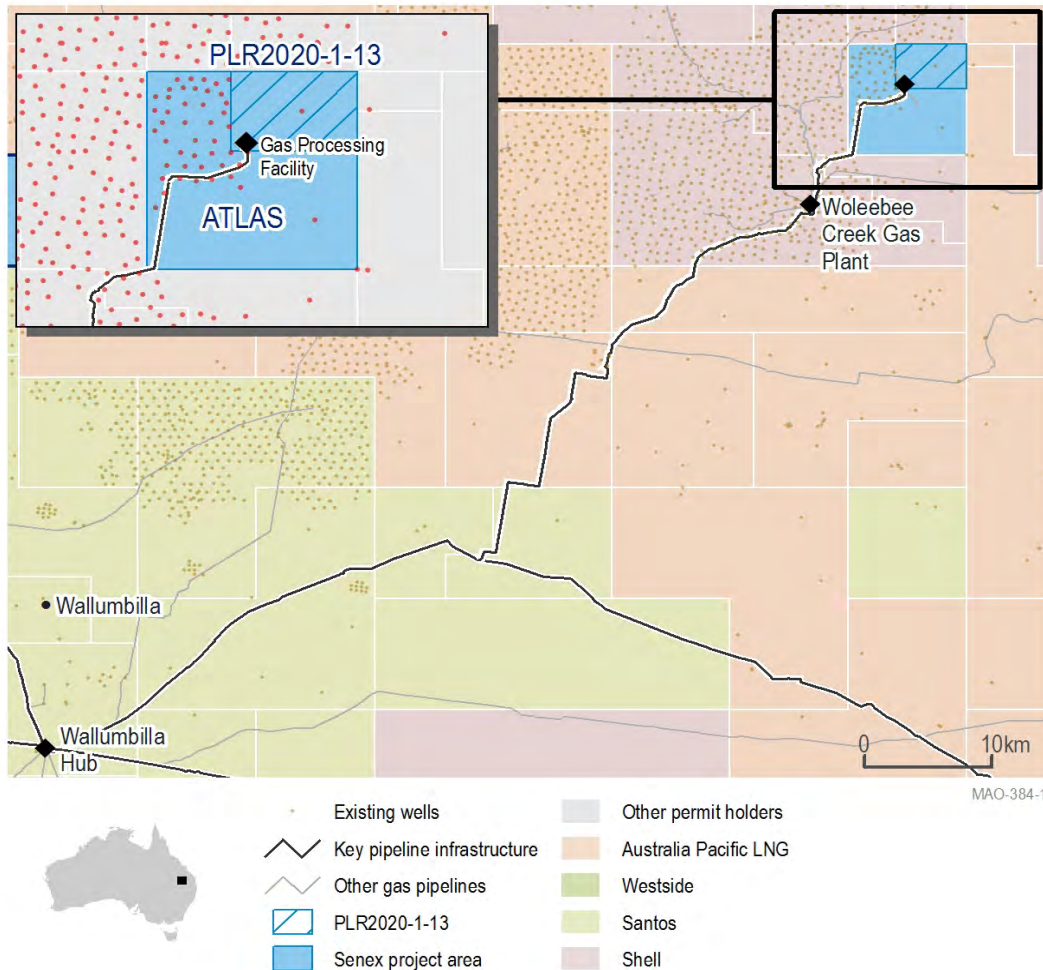 PLR2020-1-13
Gas Processing
Facility
ATLAS
Woleebee
Creek Gas
Plant
Wallumbilla
Wallumbilla
Hub
0 10km
MAO-384-1
Existing wells
Key pipeline infrastructure
Other gas pipelines
PLR2020-1-13
Senex project area
Other permit holders
Australia Pacific LNG
Westside
Santos
Shell